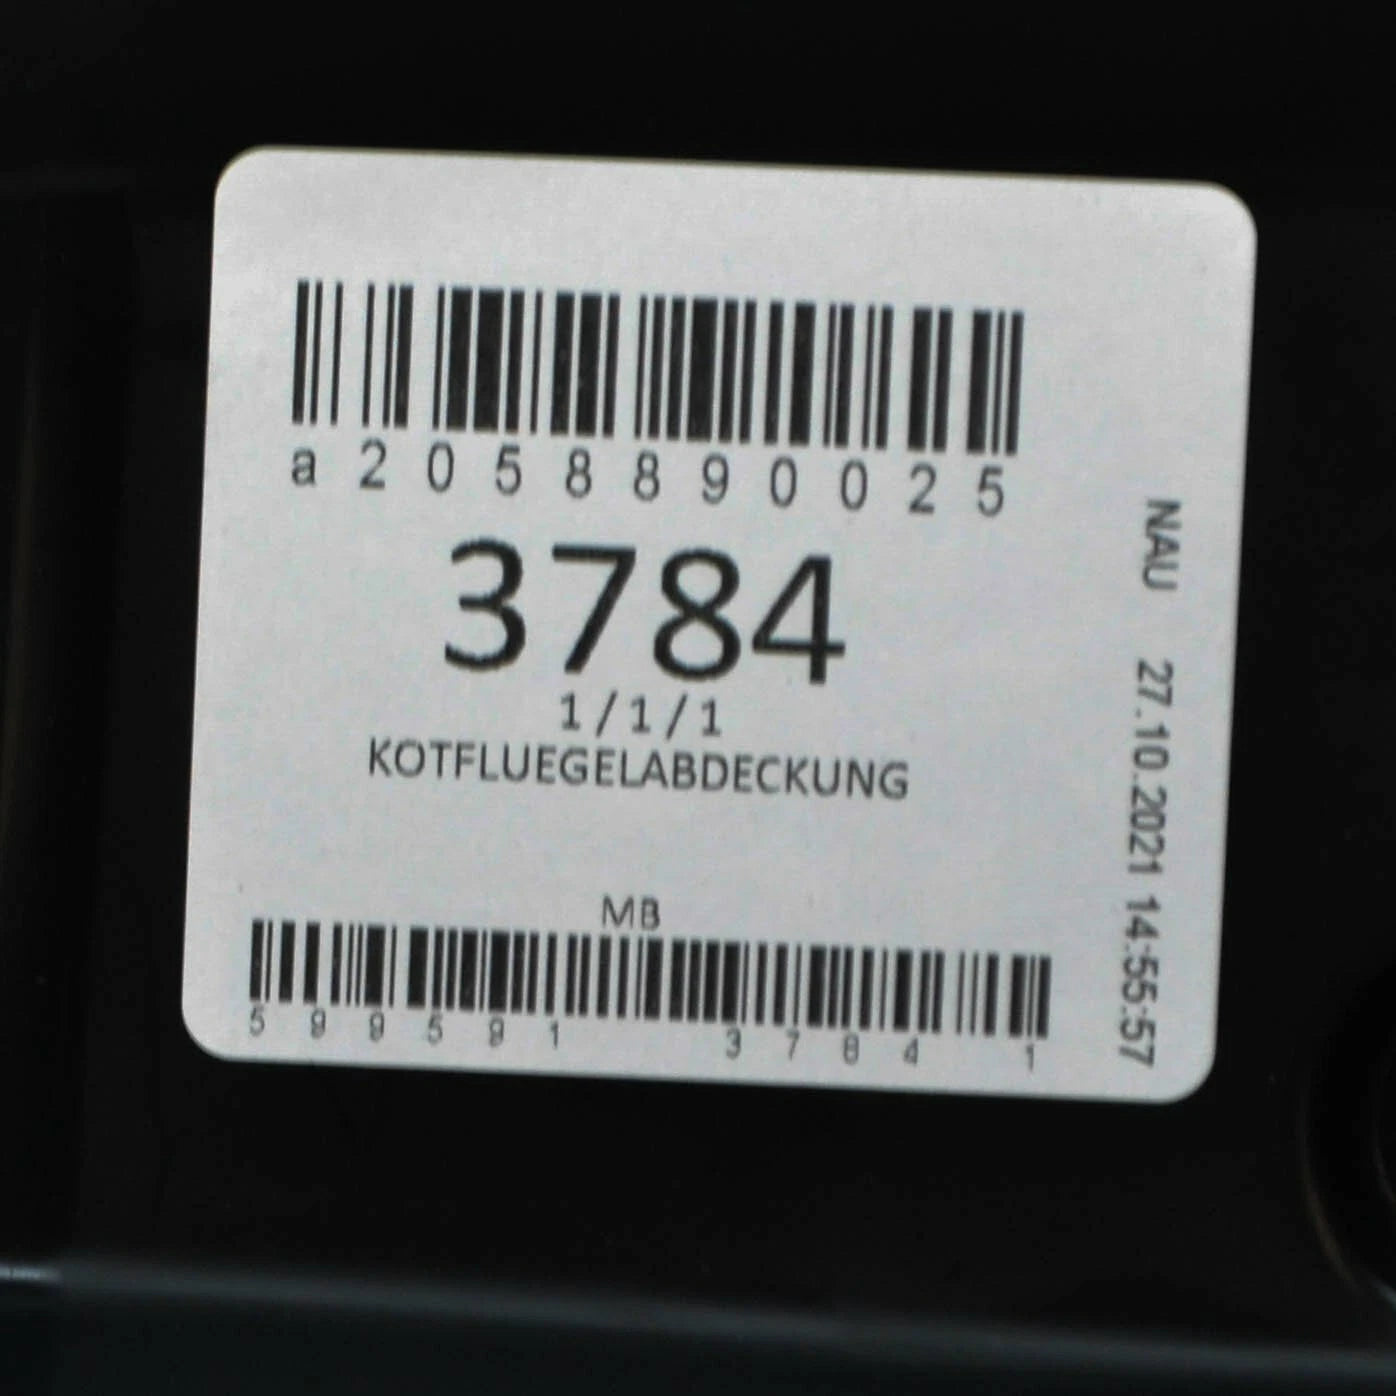 a2058890025
3784
1/1/1
KOTFLUEGELABDECKUNG
MB
599591 3784 1
NAU 27.10.2021 14:55:57